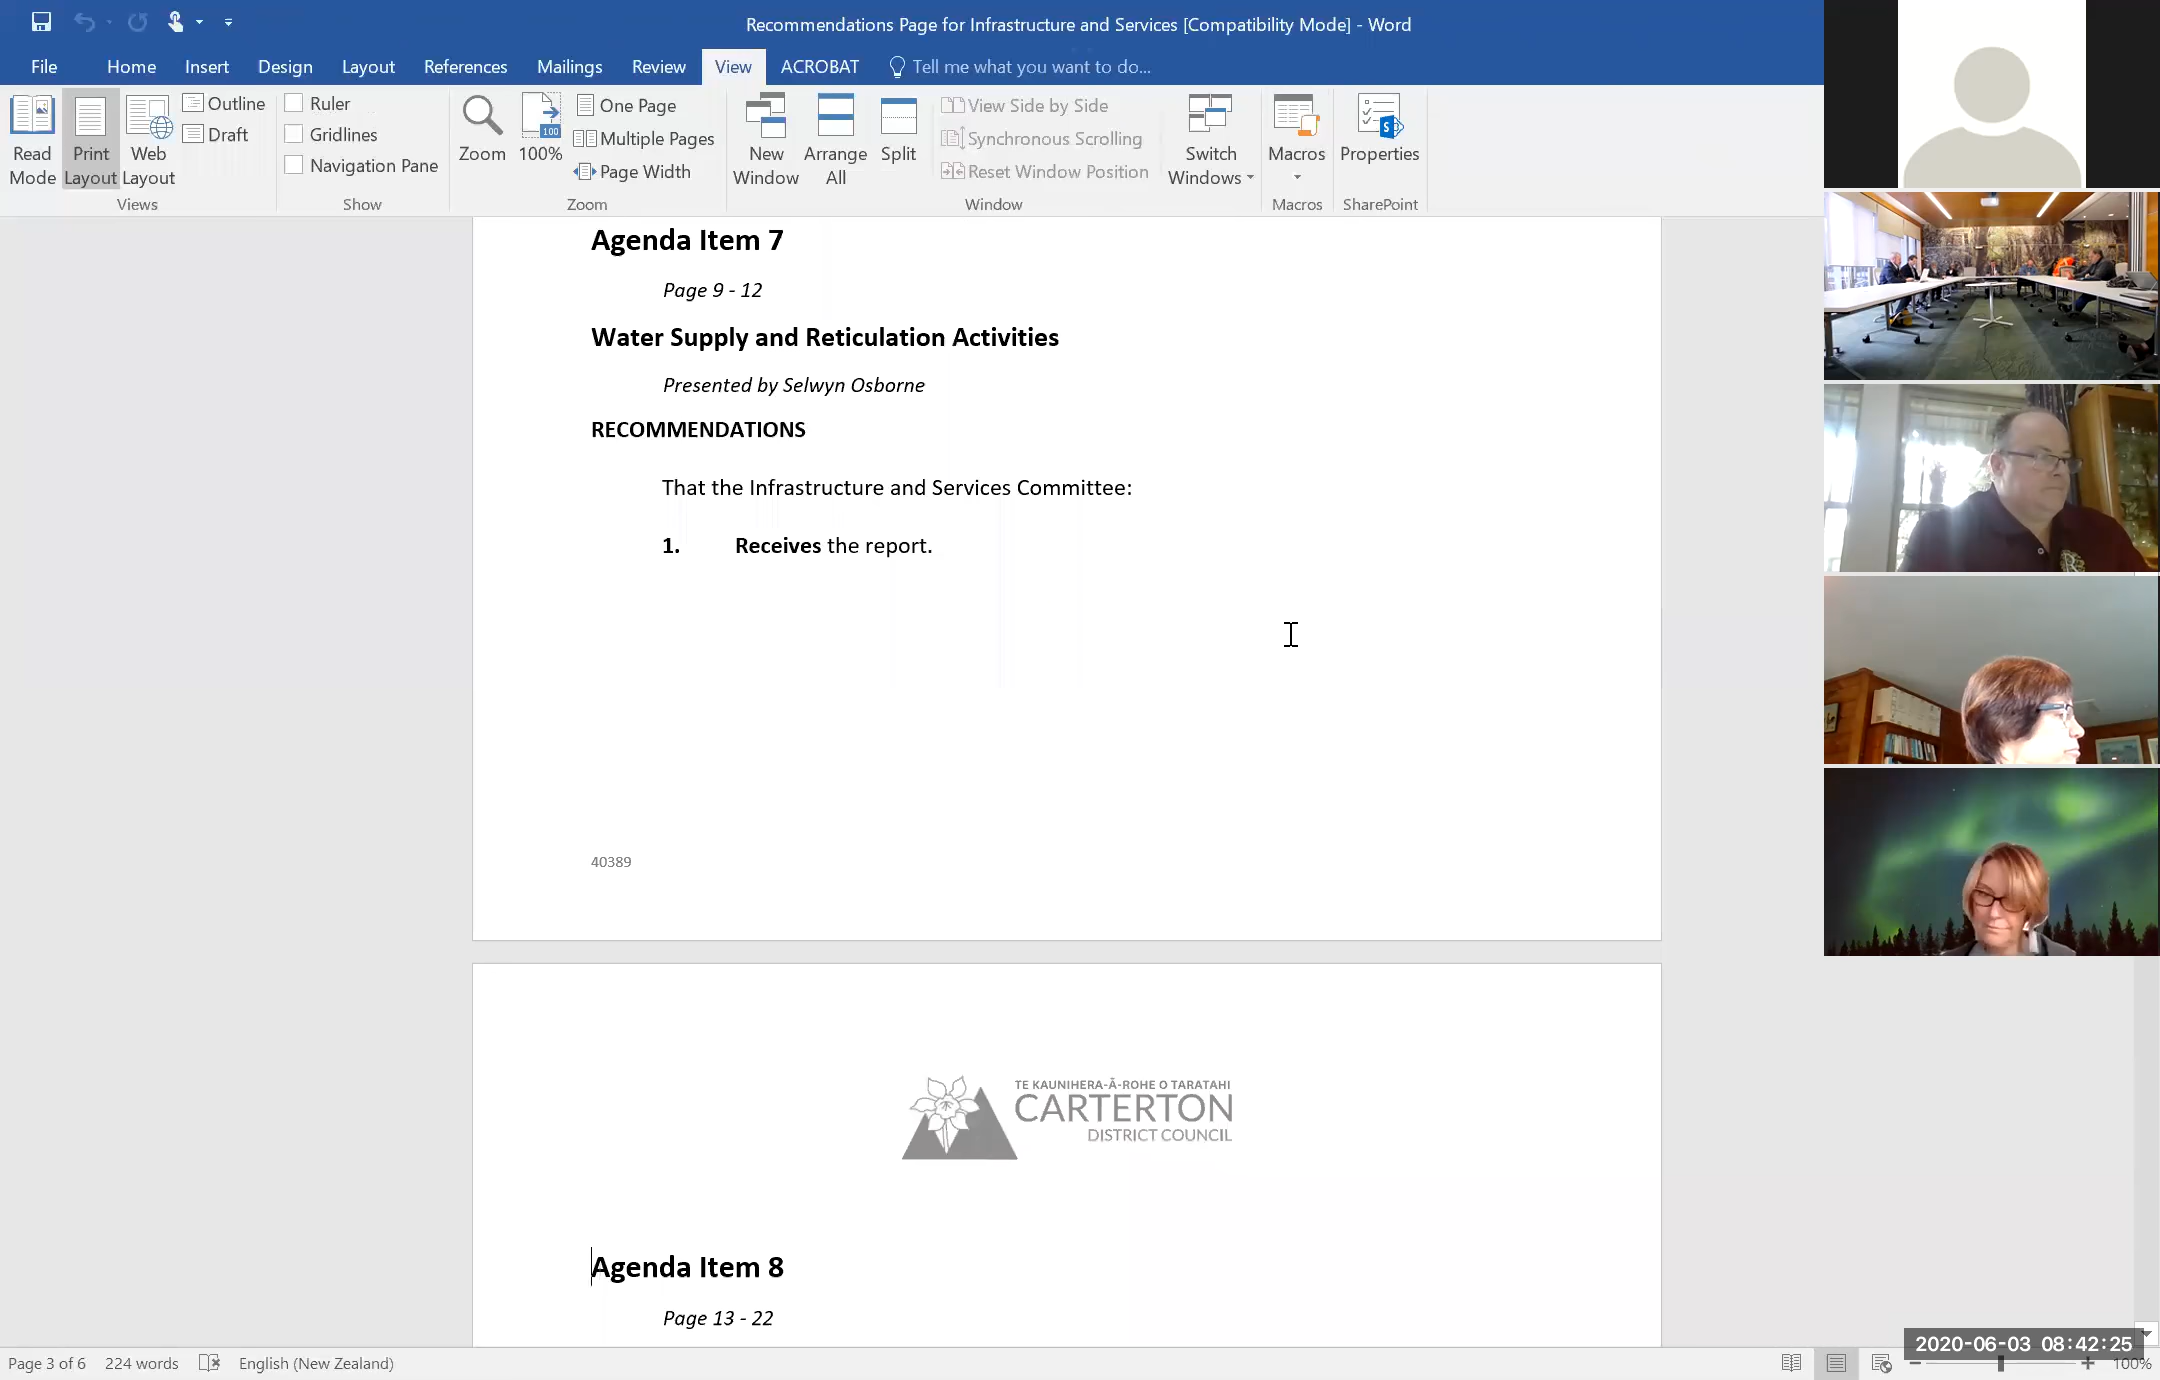 Recommendations Page for Infrastructure and Services [Compatibility Mode] - Word
File Home Insert Design Layout References Mailings Review View ACROBAT Tell me what you want to do...
Read Mode
Print Layout
Web Layout
Outline
Draft
Views
Ruler
Gridlines
Navigation Pane
Show
Zoom
100
100%
One Page
Multiple Pages
Page Width
Zoom
New Window
Arrange All
Split
View Side by Side
Synchronous Scrolling
Reset Window Position
Window
Switch Windows
Macros
Macros
Properties
SharePoint
Agenda Item 7
Page 9 - 12
Water Supply and Reticulation Activities
Presented by Selwyn Osborne
RECOMMENDATIONS
That the Infrastructure and Services Committee:
1. Receives the report.
40389
TE KAUNIHERA-Ā-ROHE O TARATAHI
CARTERTON
DISTRICT COUNCIL
Agenda Item 8
Page 13 - 22
2020-06-03 08:42:25
Page 3 of 6 224 words English (New Zealand) 100%